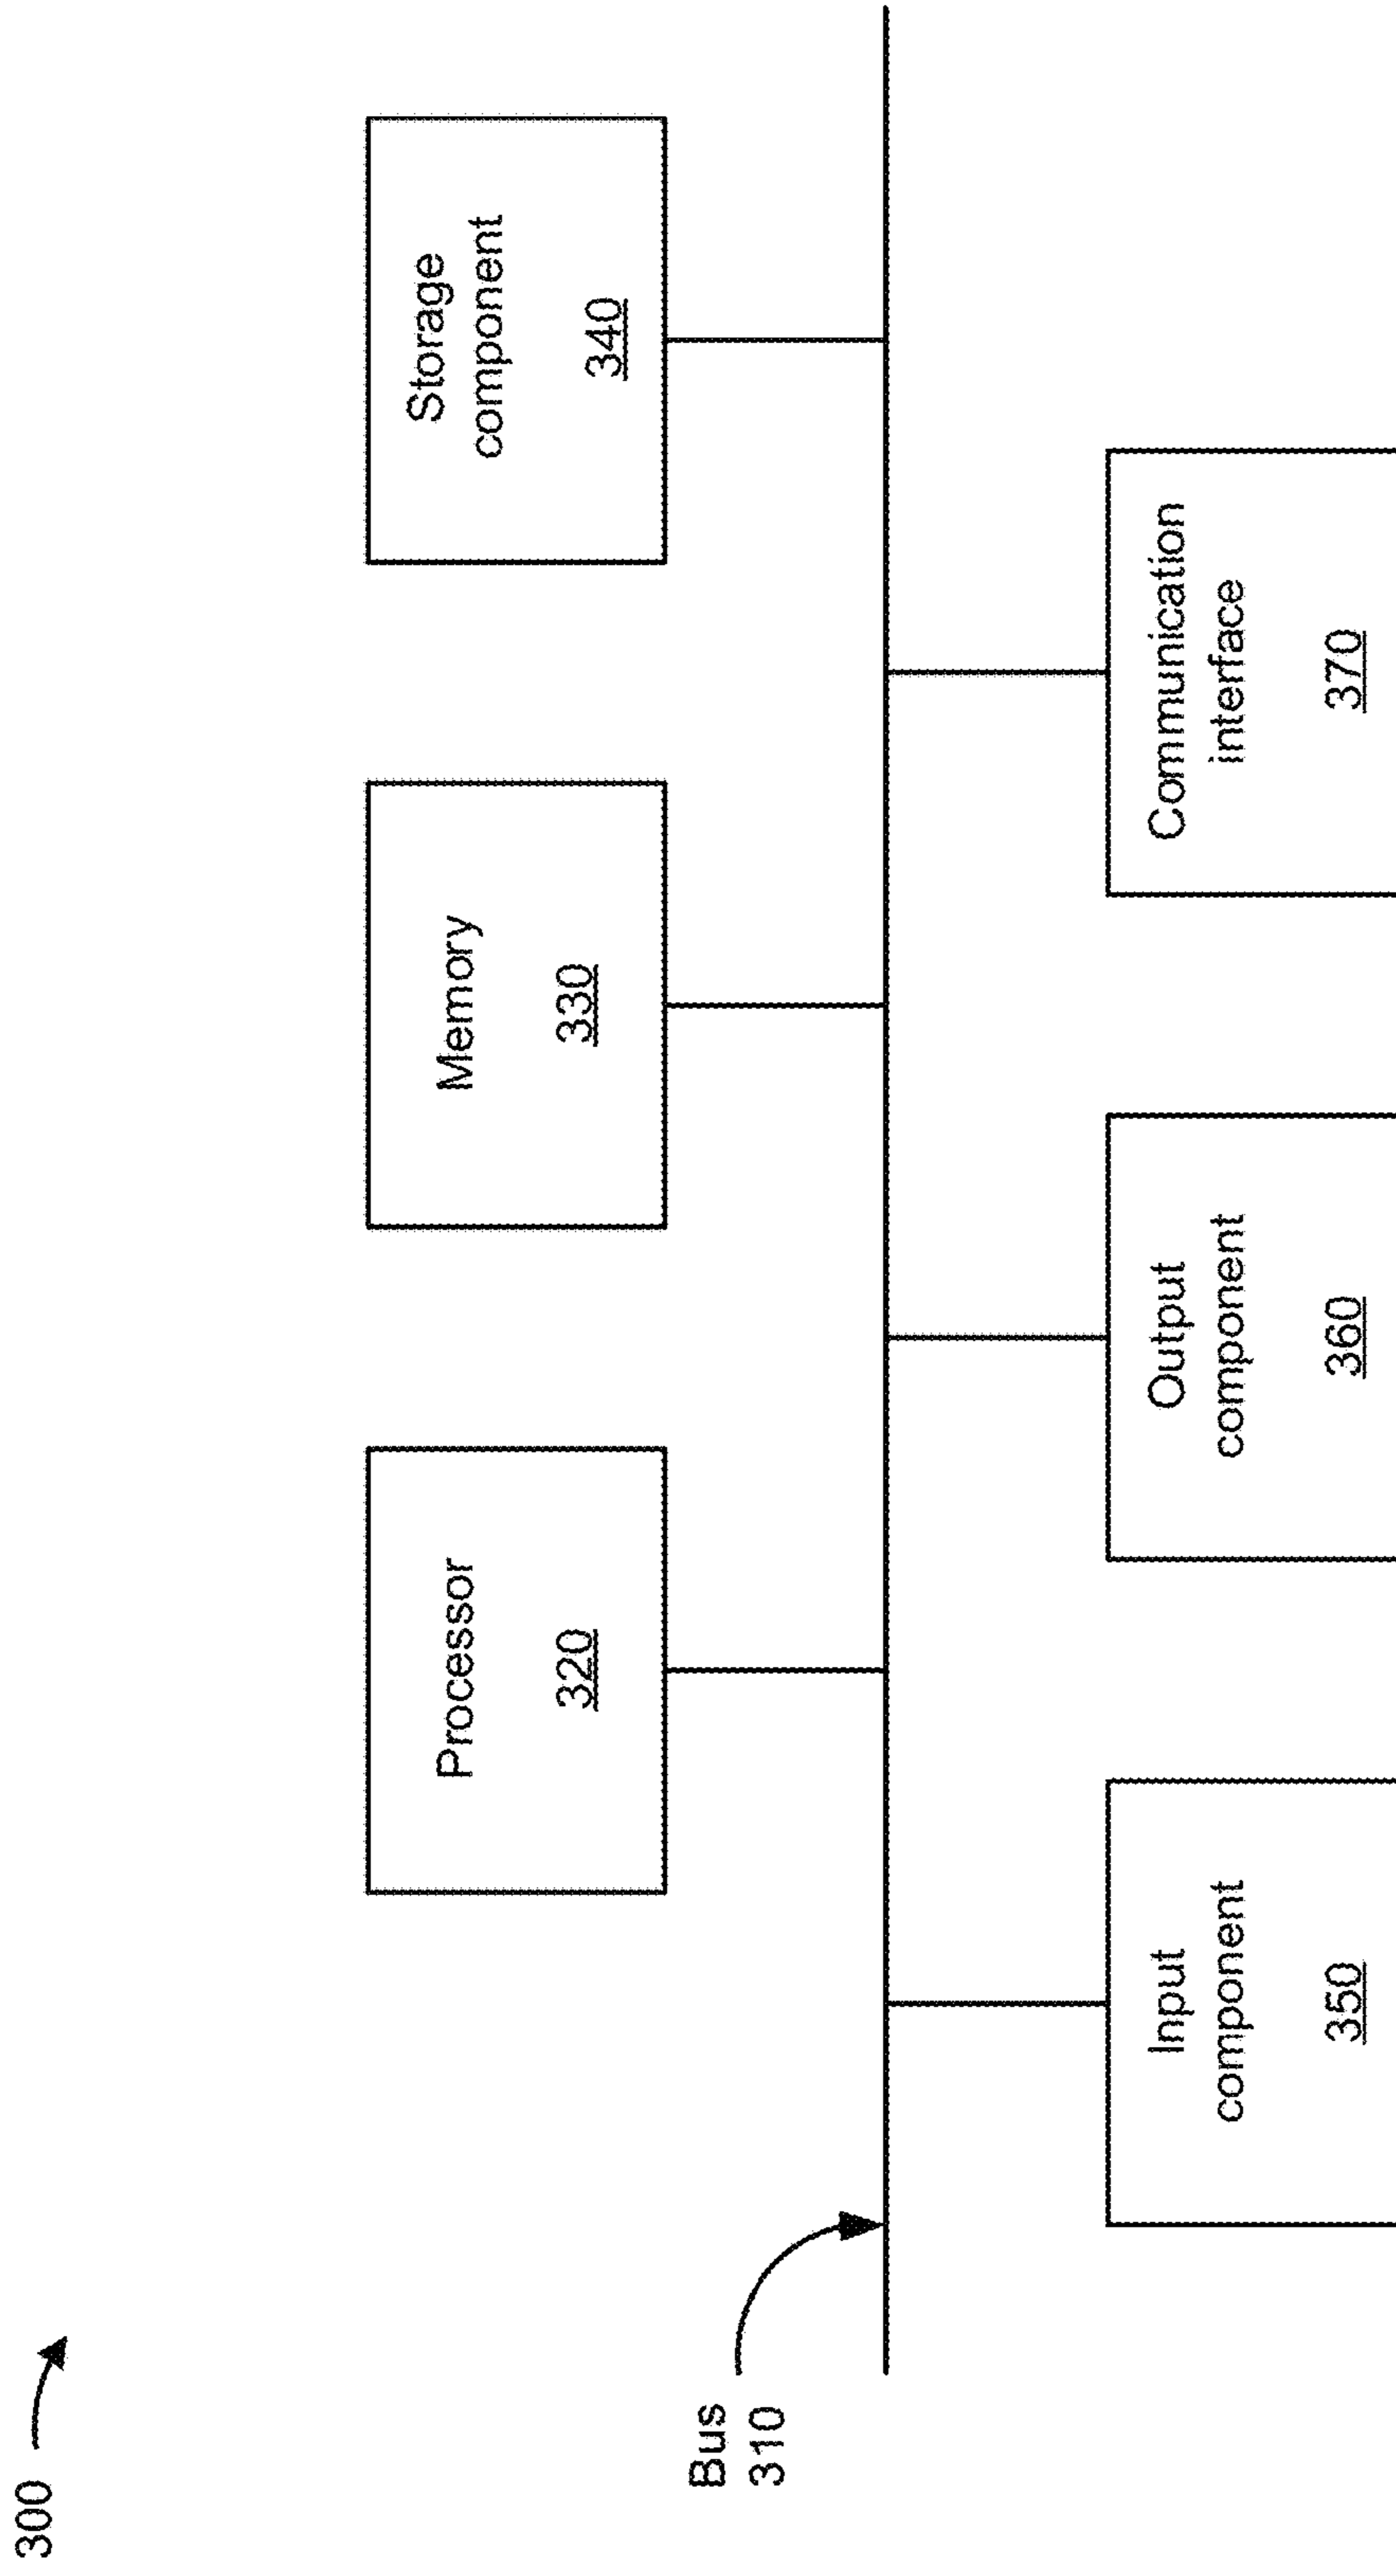 300
Processor
320
Memory
330
Storage
component
340
Bus
310
Input
component
350
Output
component
360
Communication
interface
370